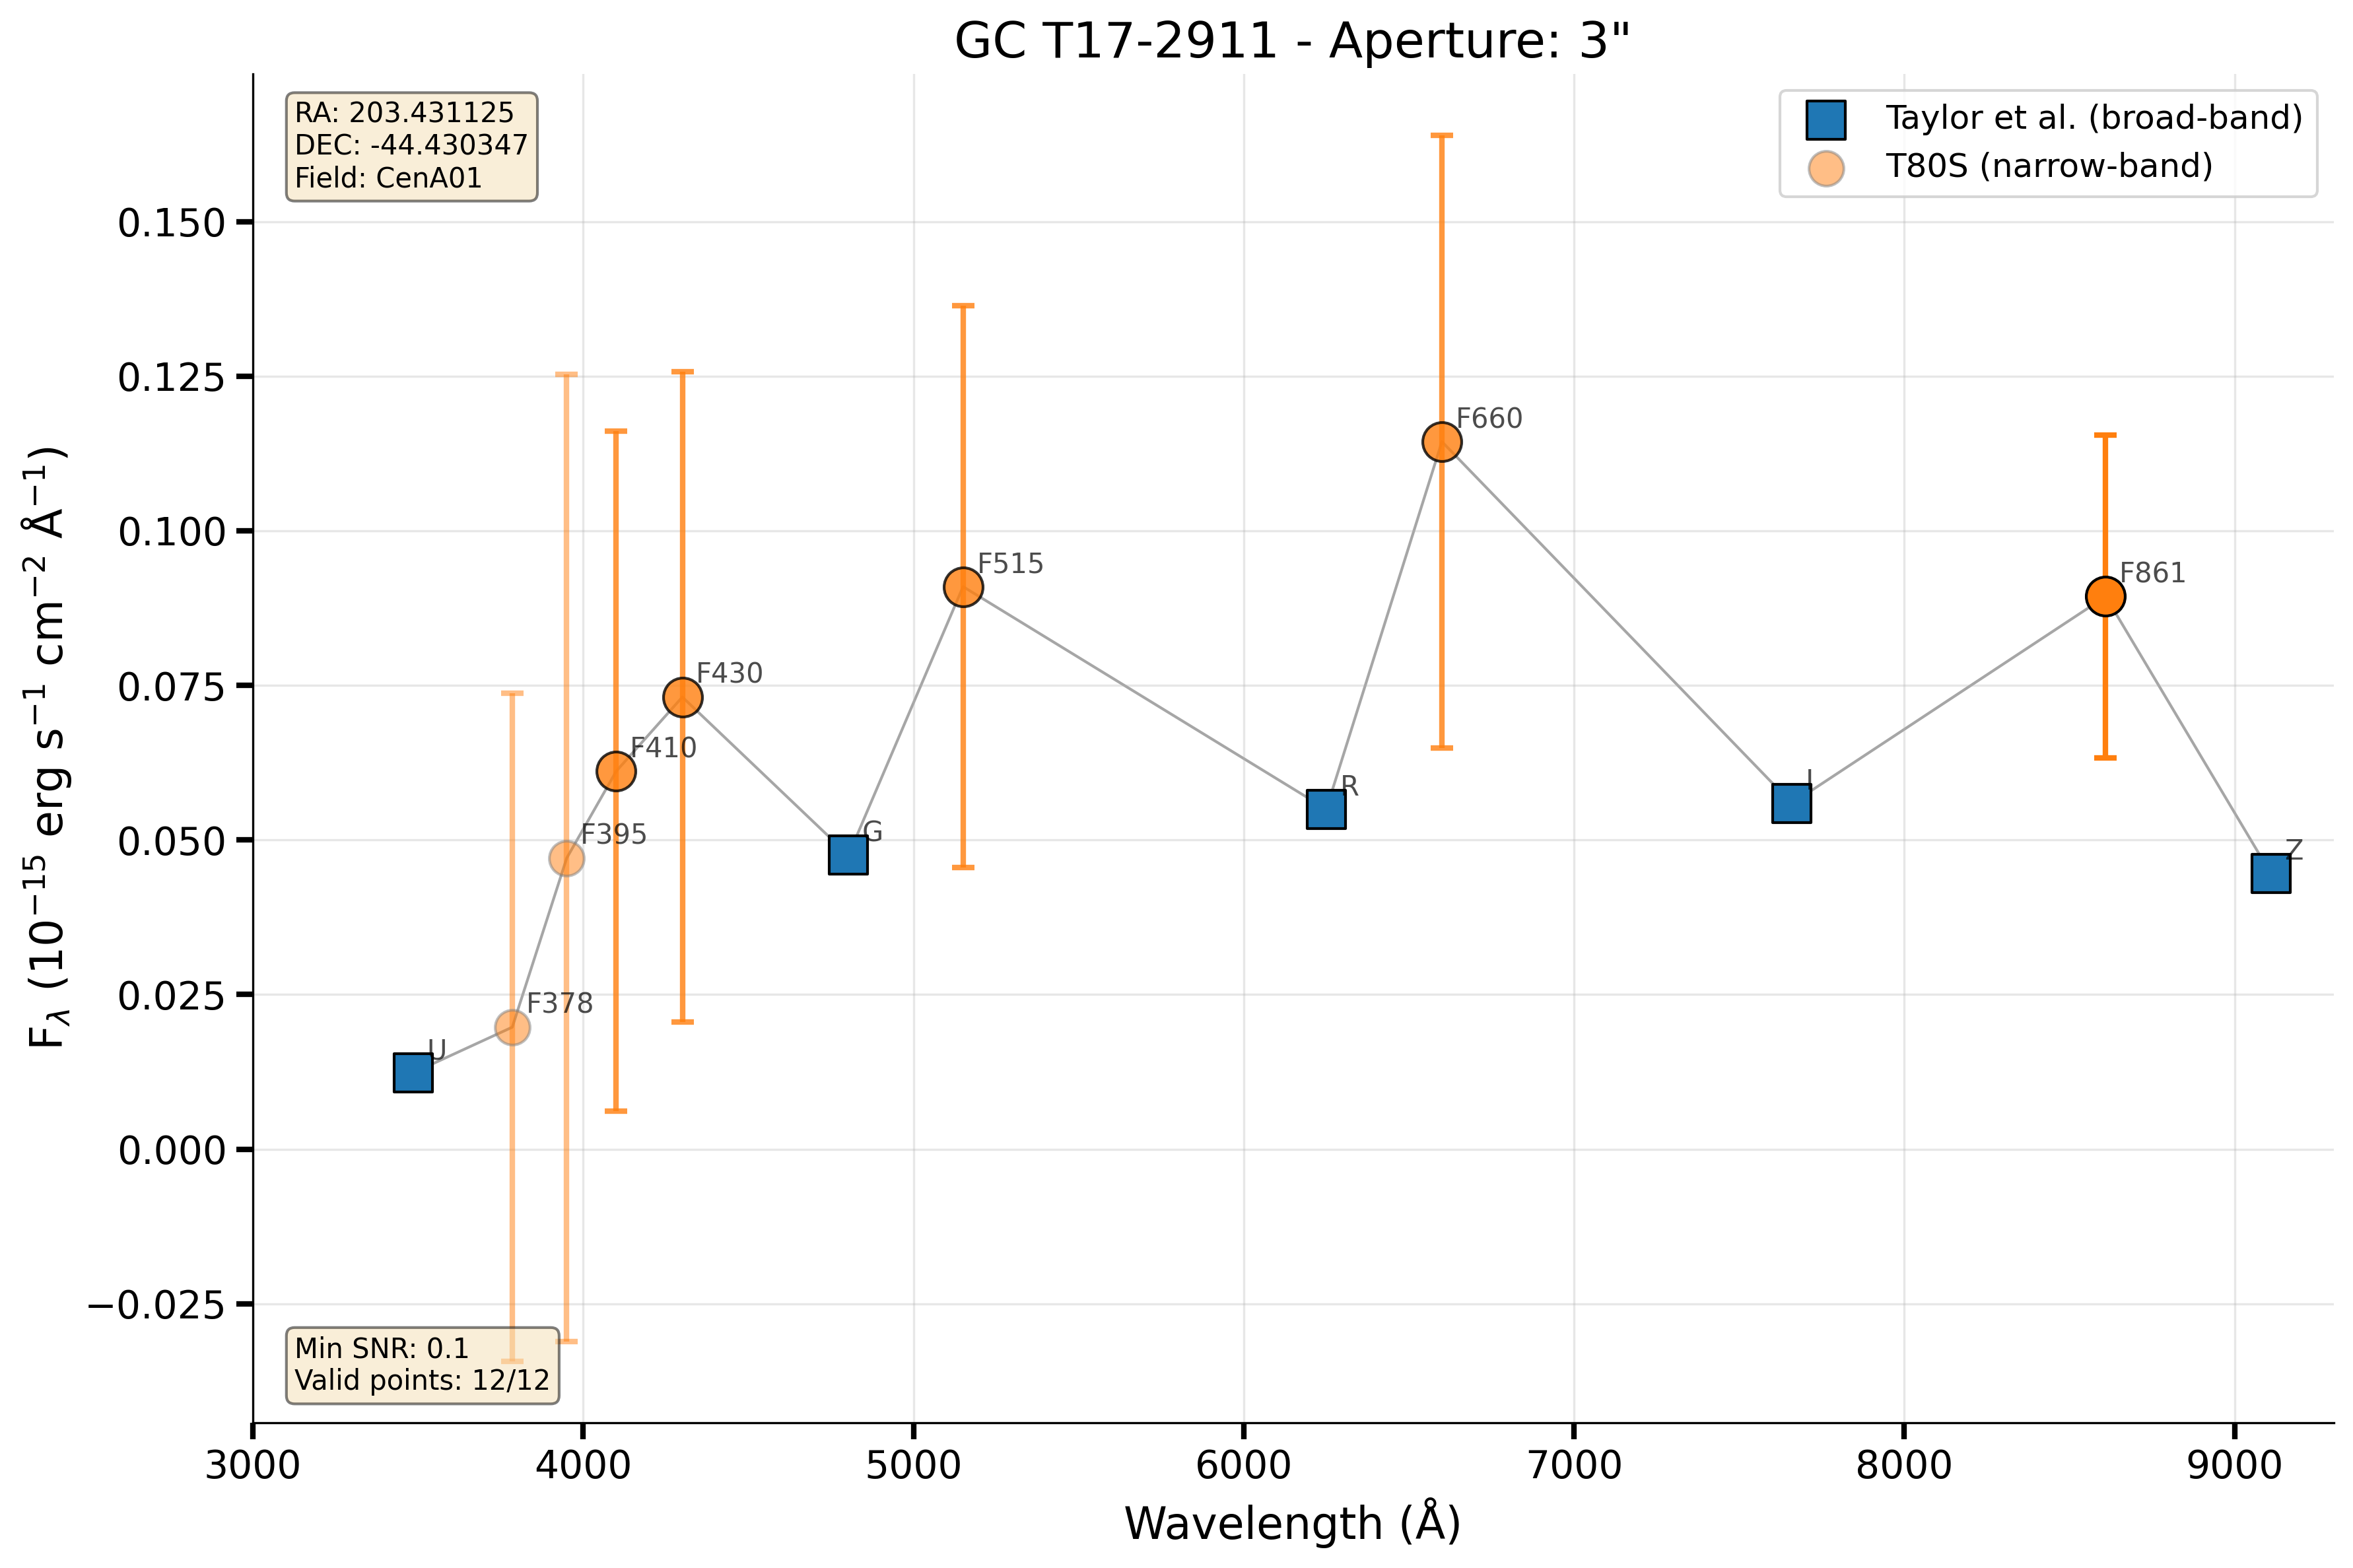 GC T17-2911 - Aperture: 3"
RA: 203.431125
DEC: -44.430347
Field: CenA01
Taylor et al. (broad-band)
T80S (narrow-band)
F660
F515
F861
F430
F410
F395
F378
U
G
R
I
Z
0.150
0.125
0.100
0.075
0.050
0.025
0.000
−0.025
Fλ (10⁻¹⁵ erg s⁻¹ cm⁻² Å⁻¹)
Min SNR: 0.1
Valid points: 12/12
3000 4000 5000 6000 7000 8000 9000
Wavelength (Å)